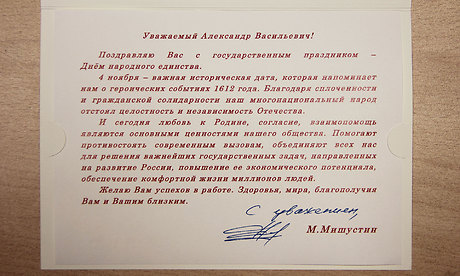 Уважаемый Александр Васильевич!
Поздравляю Вас с государственным праздником –
Днём народного единства.
4 ноября – важная историческая дата, которая напоминает
нам о героических событиях 1612 года. Благодаря сплоченности
и гражданской солидарности наш многонациональный народ
отстоял целостность и независимость Отечества.
И сегодня любовь к Родине, согласие, взаимопомощь
являются основными ценностями нашего общества. Помогают
противостоять современным вызовам, объединяют всех нас
для решения важнейших государственных задач, направленных
на развитие России, повышение ее экономического потенциала,
обеспечение комфортной жизни миллионов людей.
Желаю Вам успехов в работе. Здоровья, мира, благополучия
Вам и Вашим близким.
С уважением,
М.Мишустин